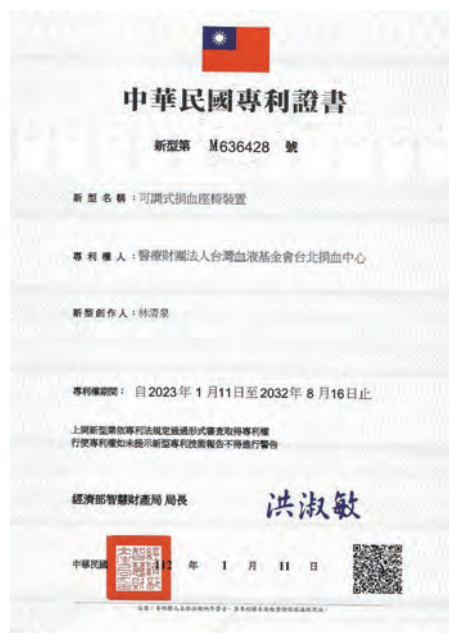 中華民國專利證書
新型第 M636428 號
新型名稱：可調式捐血座椅裝置
專利權人：醫療財團法人台灣血液基金會台北捐血中心
新型創作人：林清泉
專利權期間： 自2023年 1 月11日至2032年 8 月16日止
上開新型業依專利法規定通過形式審查取得專利權
行使專利權如未提示新型專利技術報告不得進行警告
經濟部智慧財產局 局長 洪淑敏
中華民國 112 年 1 月 11 日